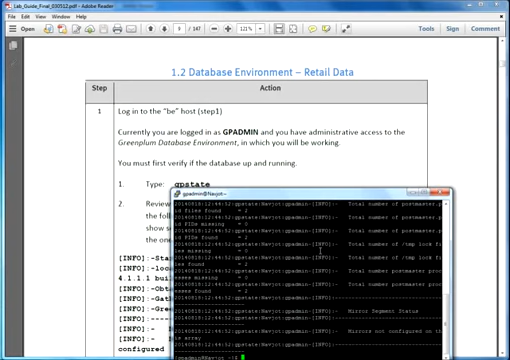 Lab_Guide_Final_030512.pdf - Adobe Reader
File Edit View Window Help
Open 9 / 147 121% Tools Sign Comment
1.2 Database Environment – Retail Data
Step Action
1 Log in to the "be" host (step1)
Currently you are logged in as GPADMIN and you have administrative access to the
Greenplum Database Environment, in which you will be working.
You must first verify if the database up and running.
1. Type: gpstate
2. Review
the fol
show s
the one
[INFO]:-Sta
[INFO]:-loca
4.1.1.1 bui
[INFO]:-Obt
[INFO]:-Gath
[INFO]:-Gree
[INFO]:----
[INFO]:-
[INFO]:-
configured
gpadmin@Navjot:~
20140818:12:44:52:gpstate:Navjot:gpadmin-[INFO]:- Total number of postmaster.p
id files found = 2
20140818:12:44:52:gpstate:Navjot:gpadmin-[INFO]:- Total number of postmaster.p
id PIDs missing = 0
20140818:12:44:52:gpstate:Navjot:gpadmin-[INFO]:- Total number of postmaster.p
id PIDs found = 2
20140818:12:44:52:gpstate:Navjot:gpadmin-[INFO]:- Total number of /tmp lock fi
les missing = 0
20140818:12:44:52:gpstate:Navjot:gpadmin-[INFO]:- Total number of /tmp lock fi
les found = 2
20140818:12:44:52:gpstate:Navjot:gpadmin-[INFO]:- Total number postmaster proc
esses missing = 0
20140818:12:44:52:gpstate:Navjot:gpadmin-[INFO]:- Total number postmaster proc
esses found = 2
20140818:12:44:52:gpstate:Navjot:gpadmin-[INFO]:-
20140818:12:44:52:gpstate:Navjot:gpadmin-[INFO]:- Mirror Segment Status
20140818:12:44:52:gpstate:Navjot:gpadmin-[INFO]:-
20140818:12:44:52:gpstate:Navjot:gpadmin-[INFO]:- Mirrors not configured on th
is array
20140818:12:44:52:gpstate:Navjot:gpadmin-[INFO]:-
[gpadmin@Navjot ~]$